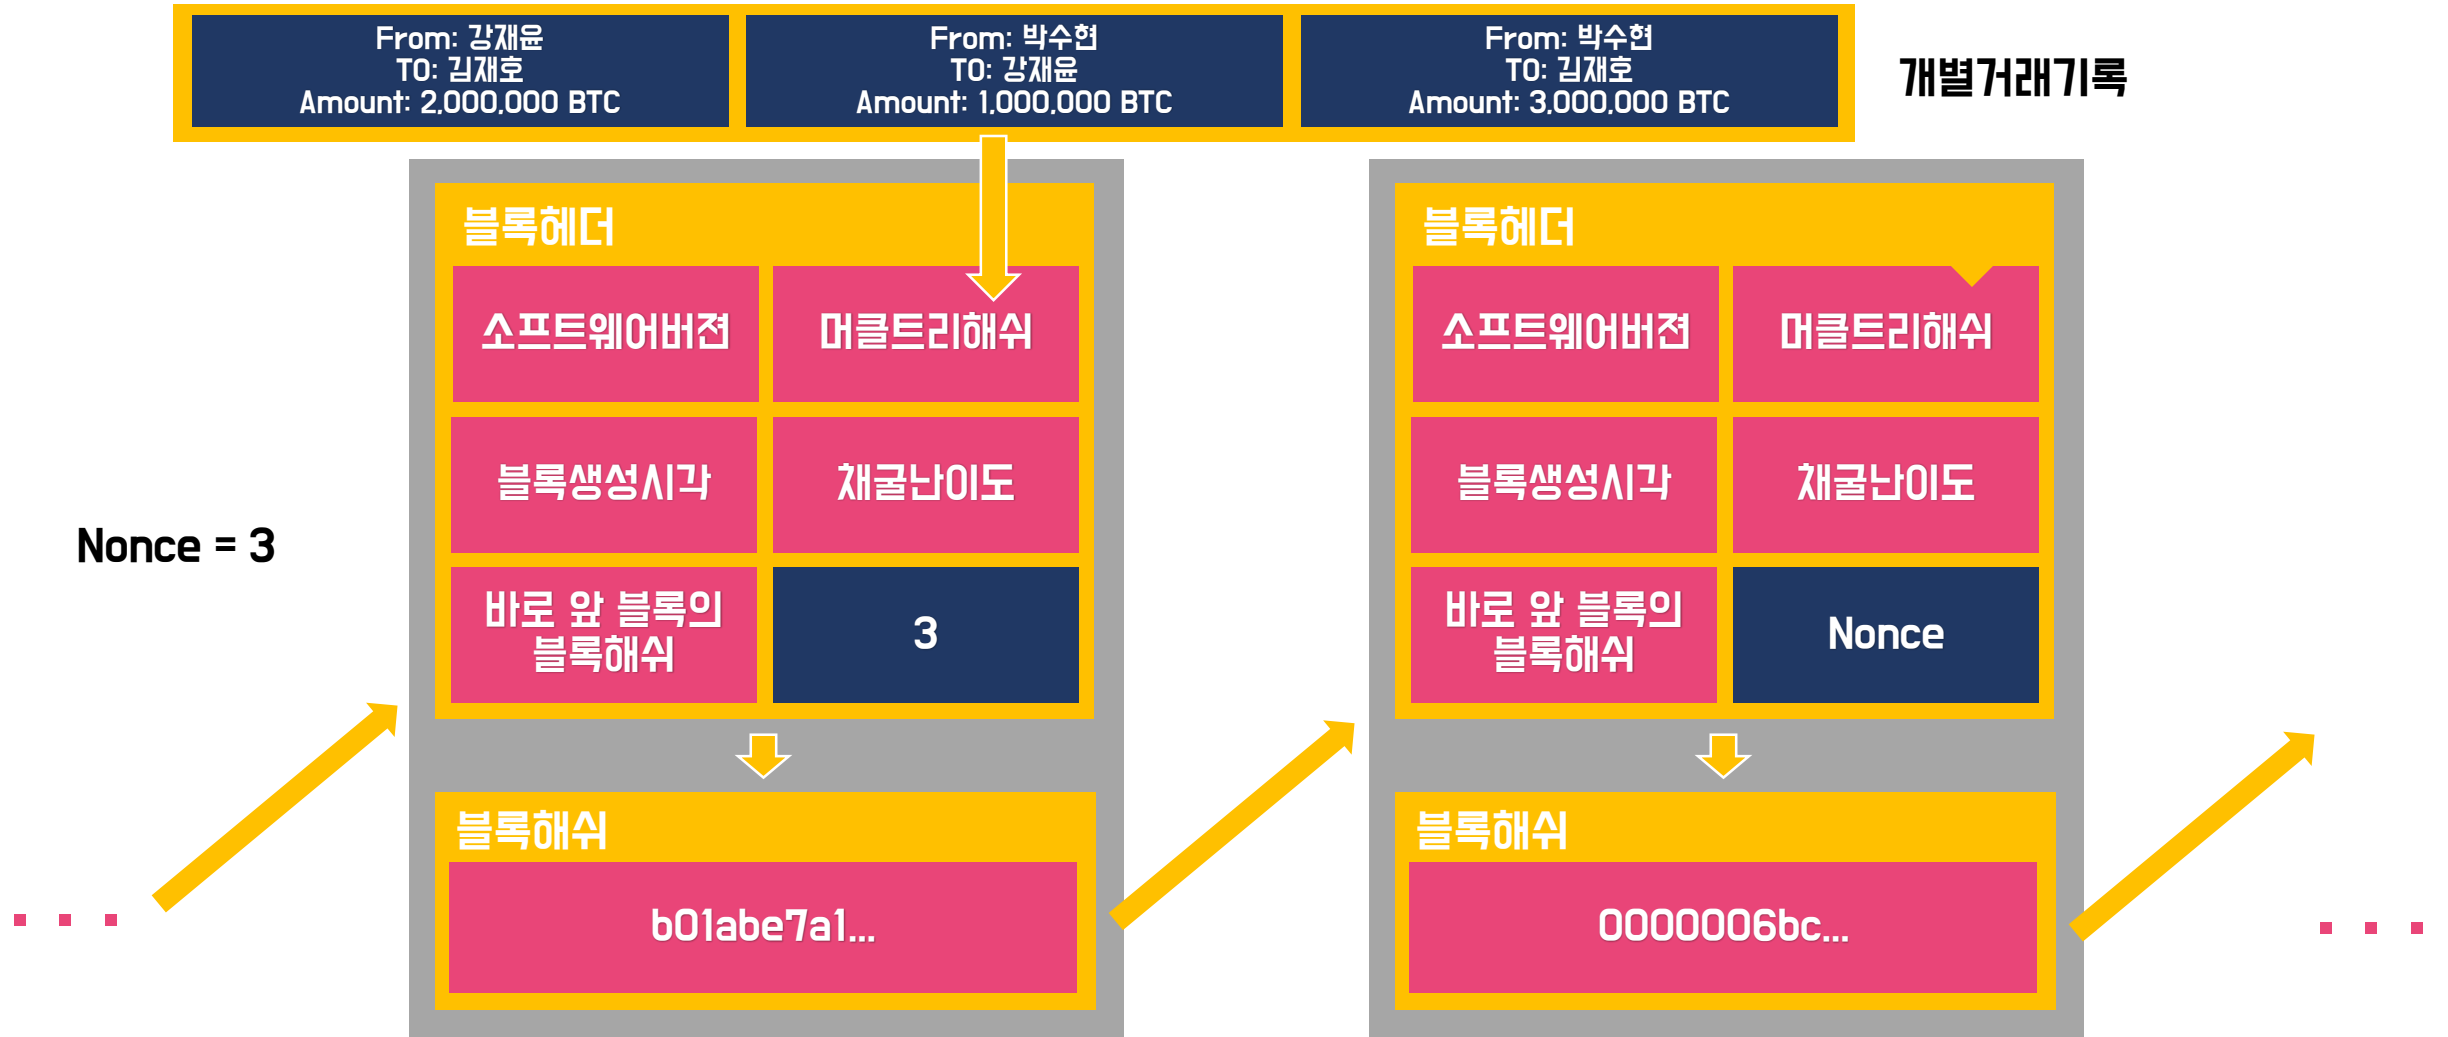 From: 강재윤
TO: 김재호
Amount: 2,000,000 BTC
From: 박수현
TO: 강재윤
Amount: 1,000,000 BTC
From: 박수현
TO: 김재호
Amount: 3,000,000 BTC
개별거래기록
Nonce = 3
블록헤더
소프트웨어버젼
머클트리해쉬
블록생성시각
채굴난이도
바로 앞 블록의
블록해쉬
3
블록해쉬
b01abe7a1...
블록헤더
소프트웨어버젼
머클트리해쉬
블록생성시각
채굴난이도
바로 앞 블록의
블록해쉬
Nonce
블록해쉬
0000006bc...